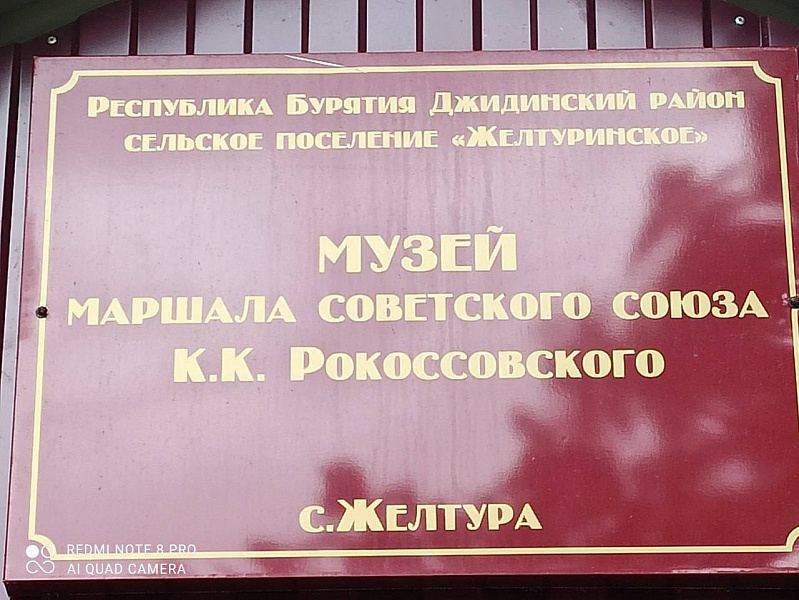 Республика Бурятия Джидинский район
сельское поселение «Желтуринское»
МУЗЕЙ
МАРШАЛА СОВЕТСКОГО СОЮЗА
К.К. Рокоссовского
с.Желтура
REDMI NOTE 8 PRO
AI QUAD CAMERA